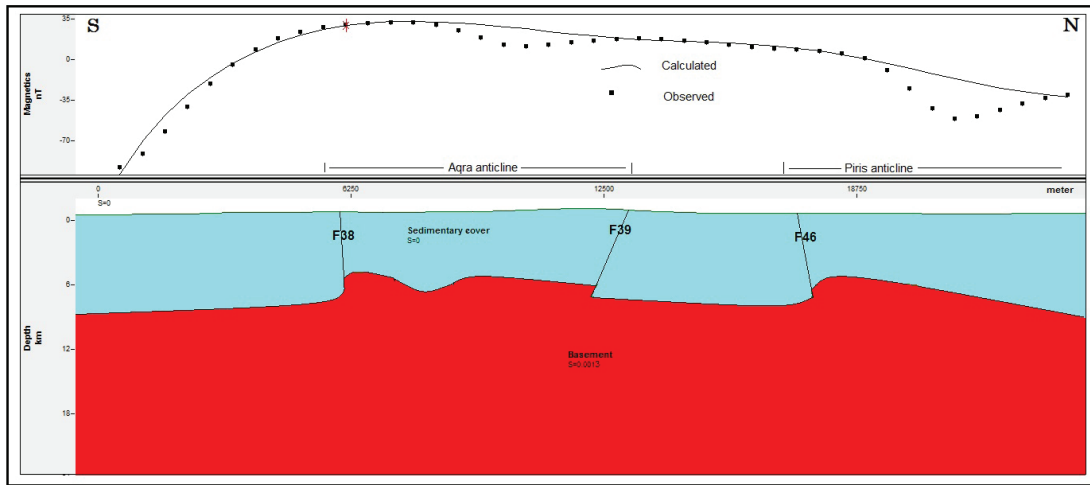 S
N
35
0
-35
-70
Magnetics
nT
Calculated
Observed
Aqra anticline
Piris anticline
0
6250
12500
18750
meter
S=0
0
6
12
18
Depth
km
F38
Sedimentary cover
S=0
F39
F46
Basement
S=0.0013